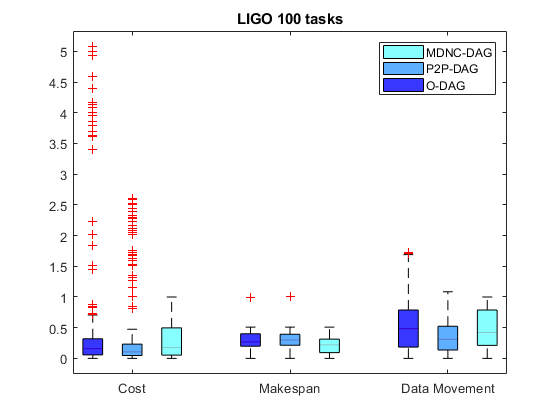 LIGO 100 tasks
MDNC-DAG
P2P-DAG
O-DAG
5
4.5
4
3.5
3
2.5
2
1.5
1
0.5
0
Cost Makespan Data Movement